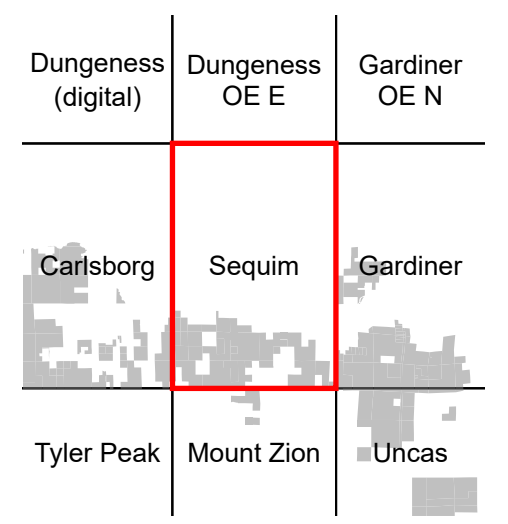 Dungeness
(digital)
Dungeness
OE E
Gardiner
OE N
Carlsborg
Sequim
Gardiner
Tyler Peak
Mount Zion
Uncas